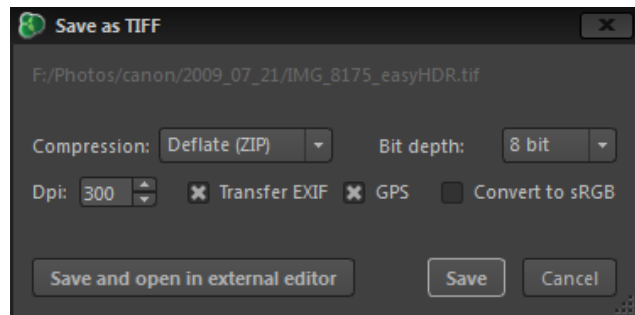 Save as TIFF
F:/Photos/canon/2009_07_21/IMG_8175_easyHDR.tif
Compression: Deflate (ZIP) Bit depth: 8 bit
Dpi: 300 Transfer EXIF GPS Convert to sRGB
Save and open in external editor Save Cancel